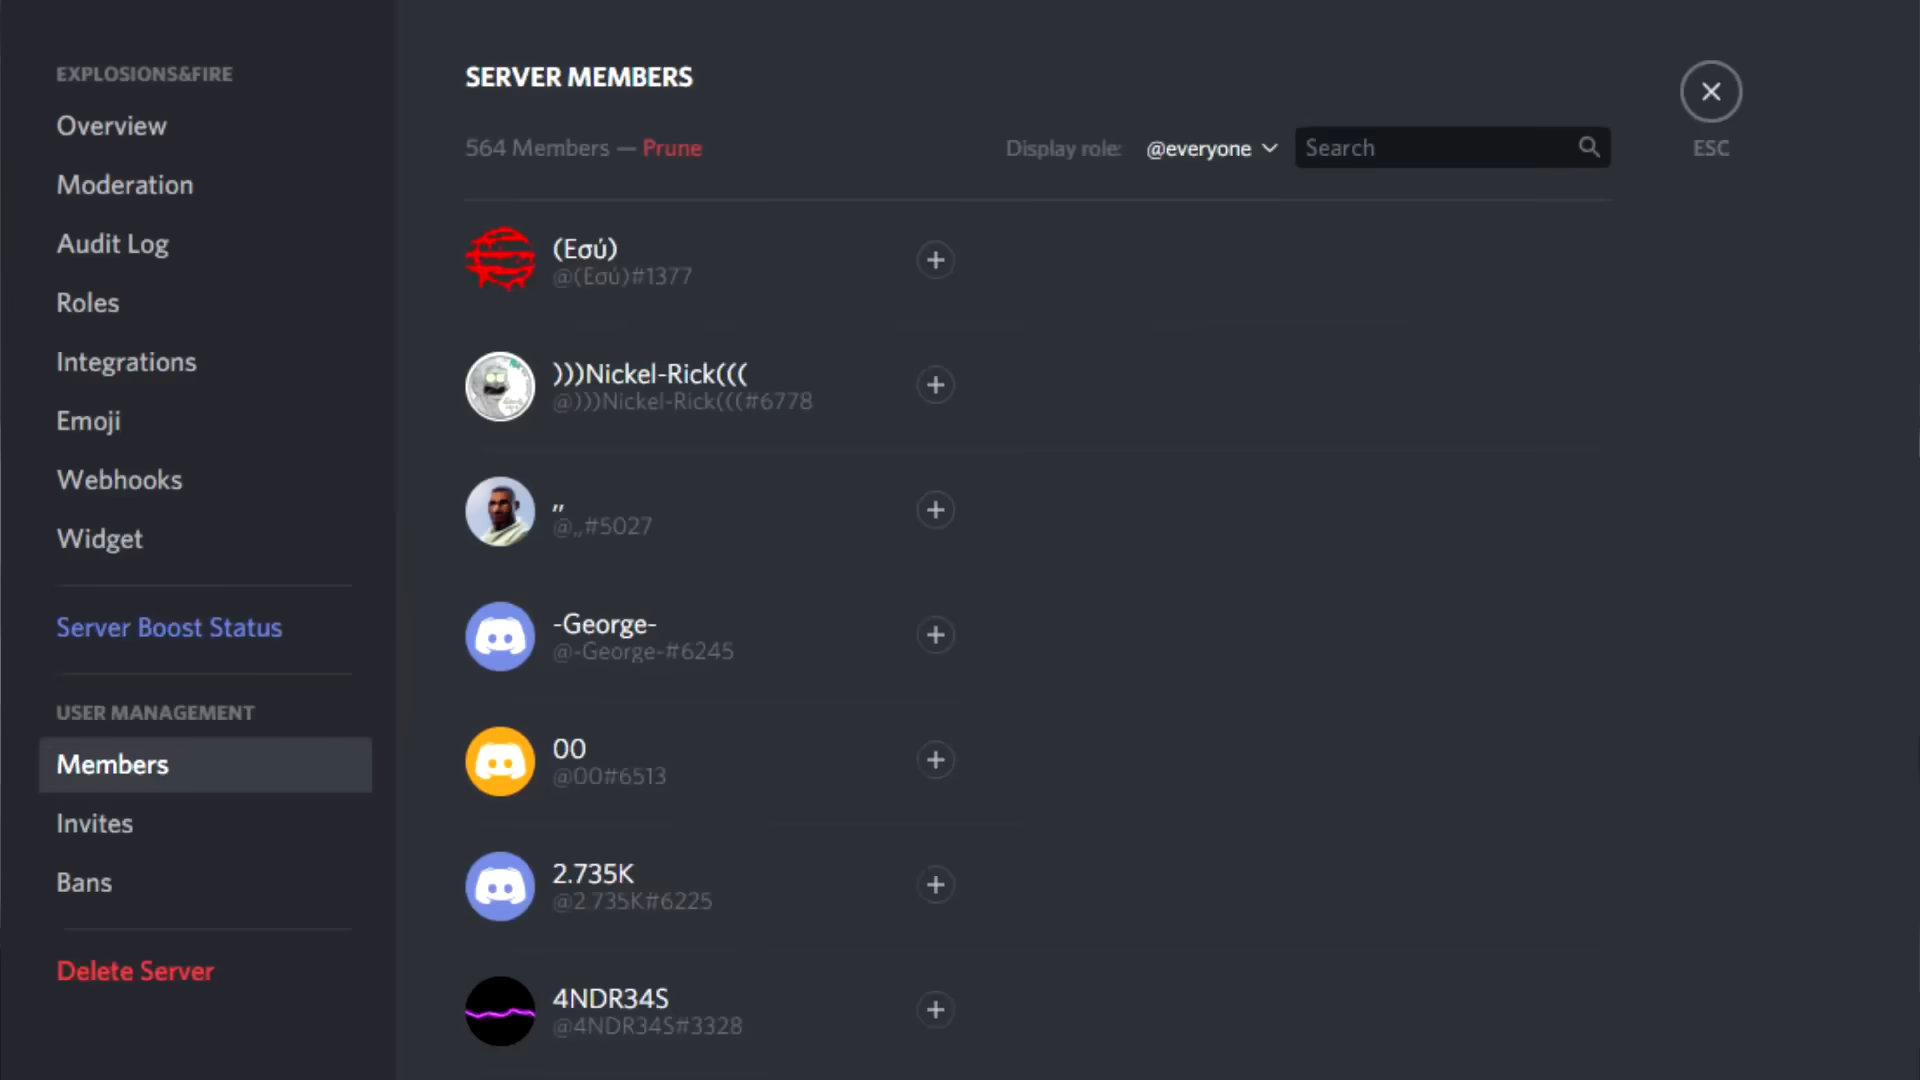 EXPLOSIONS&FIRE
Overview
Moderation
Audit Log
Roles
Integrations
Emoji
Webhooks
Widget
Server Boost Status
USER MANAGEMENT
Members
Invites
Bans
Delete Server
SERVER MEMBERS
564 Members — Prune
Display role: @everyone
Search
ESC
(Εσύ)
@(Εσύ)#1377
)))Nickel-Rick(((
@)))Nickel-Rick(((#6778
,,
@,,#5027
-George-
@-George-#6245
00
@00#6513
2.735K
@2.735K#6225
4NDR34S
@4NDR34S#3328